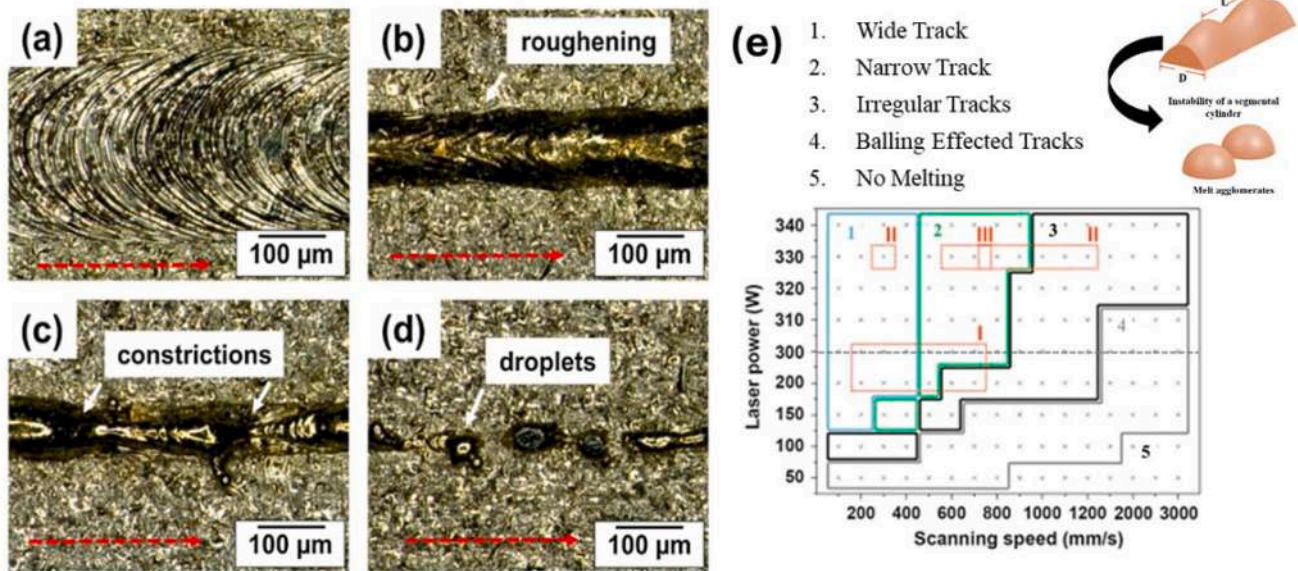 (a)
100 µm
(b)
roughening
100 µm
(c)
constrictions
100 µm
(d)
droplets
100 µm
(e)
1. Wide Track
2. Narrow Track
3. Irregular Tracks
4. Balling Effected Tracks
5. No Melting
L
D
Instability of a segmental
cylinder
Melt agglomerates
Laser power (W)
340
330
320
310
300
200
150
100
50
1
II
2
III
3
II
I
4
5
200 400 600 800 1000 1200 2000 3000
Scanning speed (mm/s)